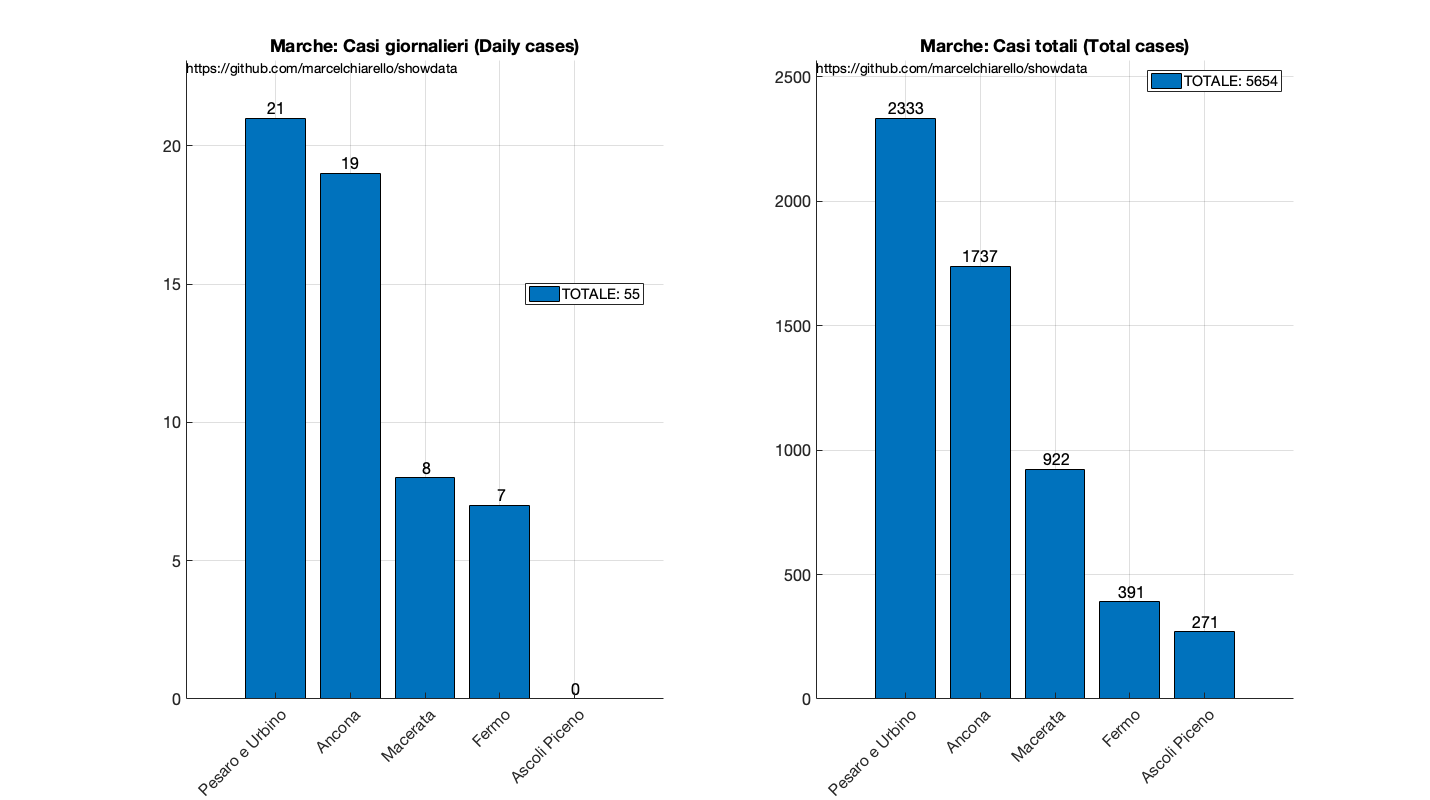 Marche: Casi giornalieri (Daily cases)
https://github.com/marcelchiarello/showdata
21
19
8
7
0
TOTALE: 55
20
15
10
5
0
Pesaro e Urbino
Ancona
Macerata
Fermo
Ascoli Piceno
Marche: Casi totali (Total cases)
https://github.com/marcelchiarello/showdata
TOTALE: 5654
2333
1737
922
391
271
2500
2000
1500
1000
500
0
Pesaro e Urbino
Ancona
Macerata
Fermo
Ascoli Piceno